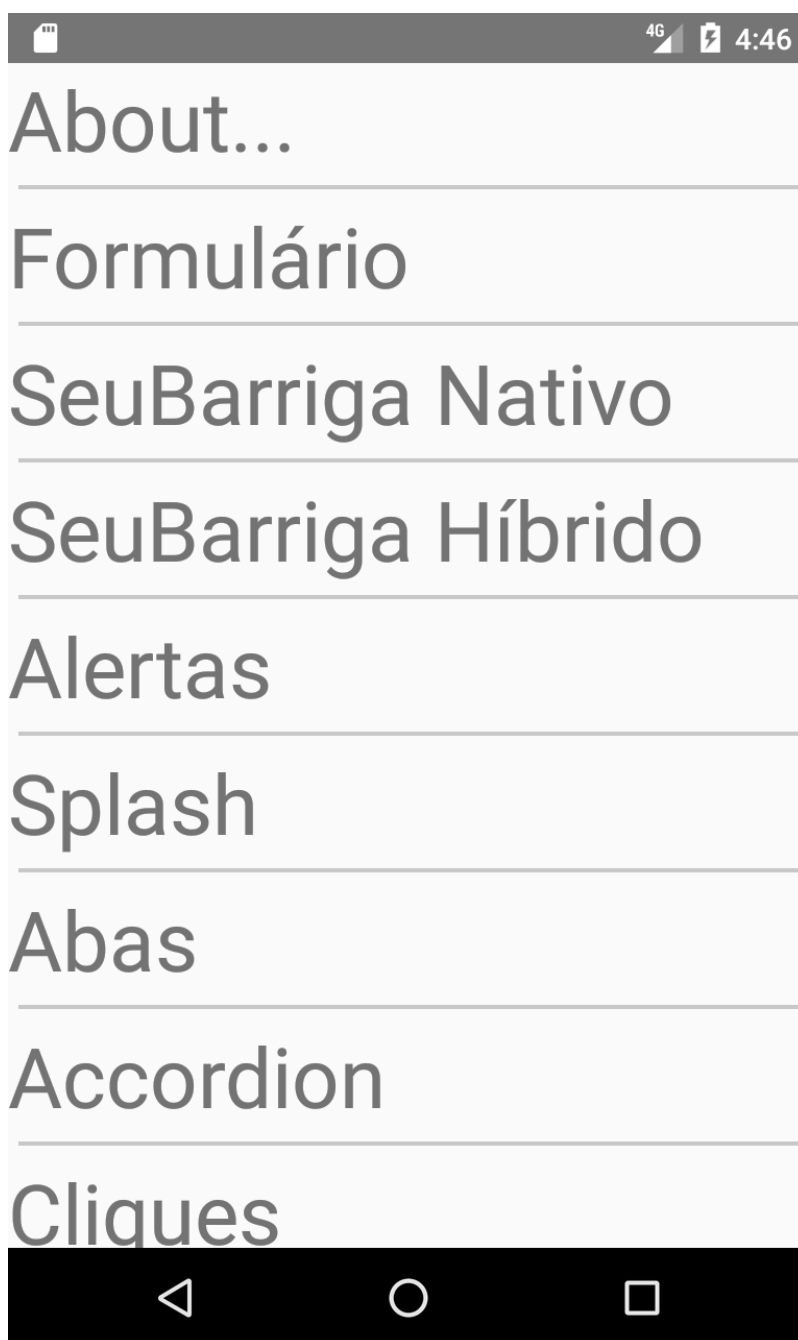 4G 4:46
About...
Formulário
SeuBarriga Nativo
SeuBarriga Híbrido
Alertas
Splash
Abas
Accordion
Cliques